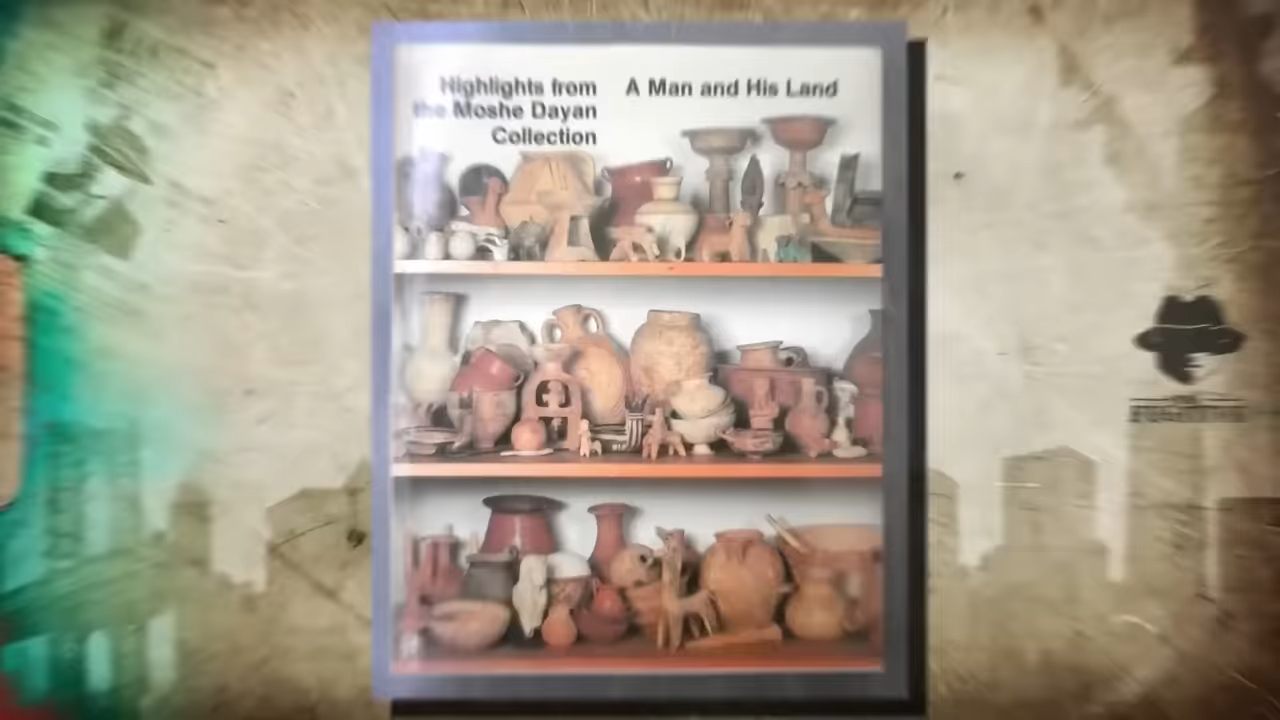 Highlights from
the Moshe Dayan
Collection
A Man and His Land